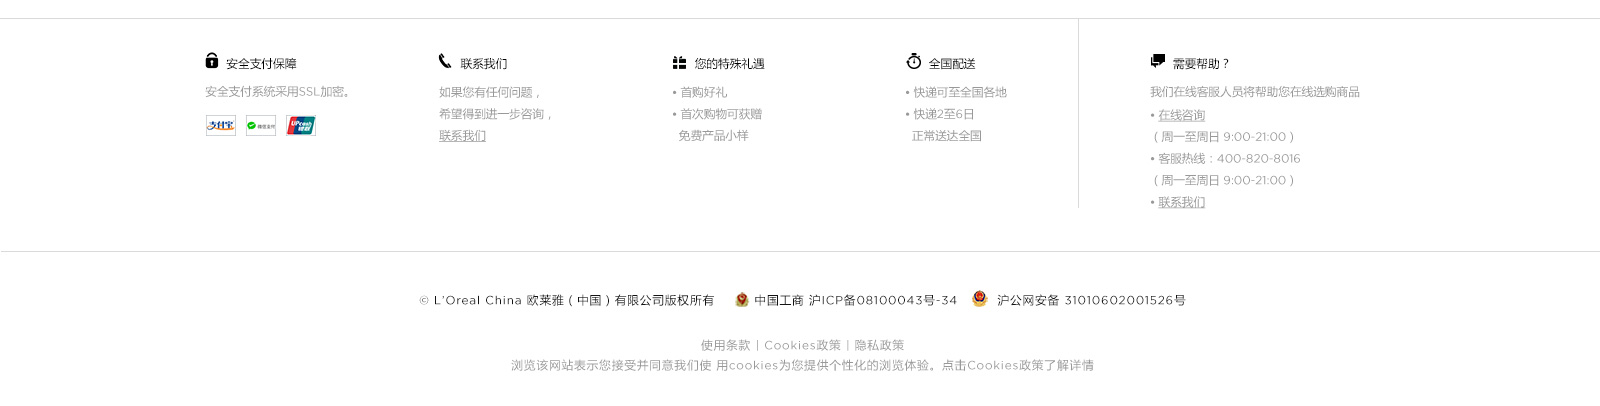 安全支付保障
安全支付系统采用SSL加密。
支付宝 微信支付 UPcash
联系我们
如果您有任何问题，
希望得到进一步咨询，
联系我们
您的特殊礼遇
• 首购好礼
• 首次购物可获赠
免费产品小样
全国配送
• 快递可至全国各地
• 快递2至6日
正常送达全国
需要帮助？
我们在线客服人员将帮助您在线选购商品
• 在线咨询
（周一至周日 9:00-21:00）
• 客服热线：400-820-8016
（周一至周日 9:00-21:00）
• 联系我们
© L'Oreal China 欧莱雅（中国）有限公司版权所有 中国工商 沪ICP备08100043号-34 沪公网安备 31010602001526号
使用条款 | Cookies政策 | 隐私政策
浏览该网站表示您接受并同意我们使 用cookies为您提供个性化的浏览体验。点击Cookies政策了解详情